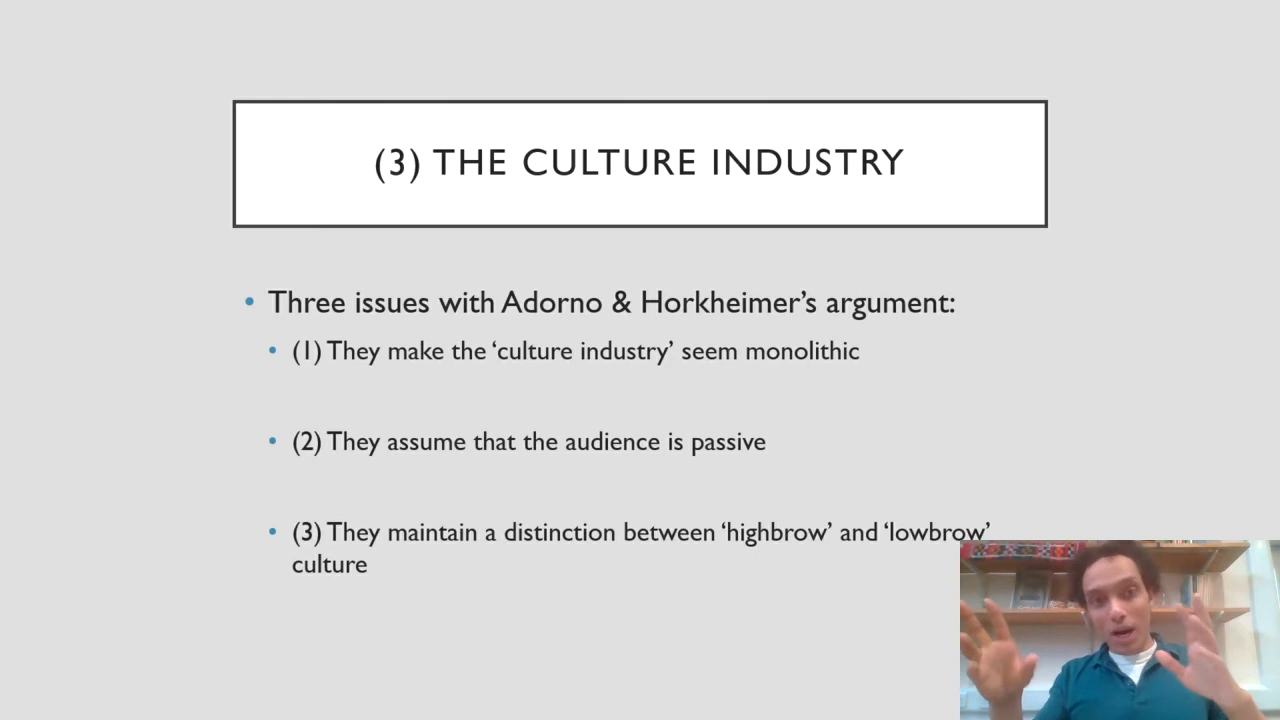 (3) THE CULTURE INDUSTRY
• Three issues with Adorno & Horkheimer’s argument:
• (1) They make the ‘culture industry’ seem monolithic
• (2) They assume that the audience is passive
• (3) They maintain a distinction between ‘highbrow’ and ‘lowbrow’
culture